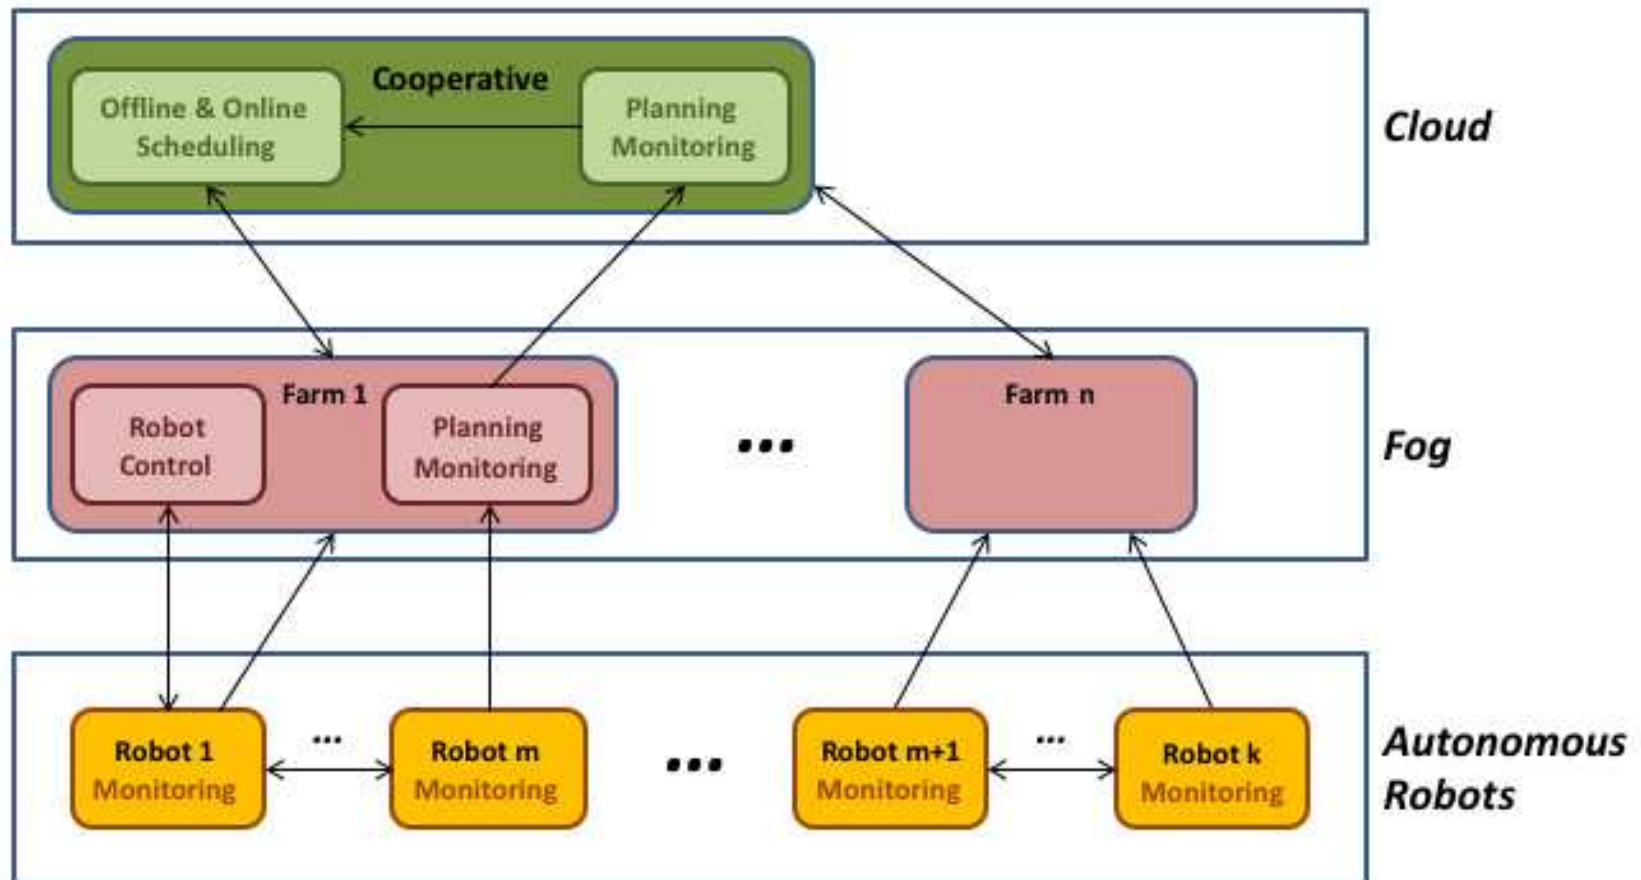 Cooperative
Offline & Online
Scheduling
Planning
Monitoring
Cloud
Farm 1
Robot
Control
Planning
Monitoring
...
Farm n
Fog
Robot 1
Monitoring
...
Robot m
Monitoring
...
Robot m+1
Monitoring
...
Robot k
Monitoring
Autonomous
Robots